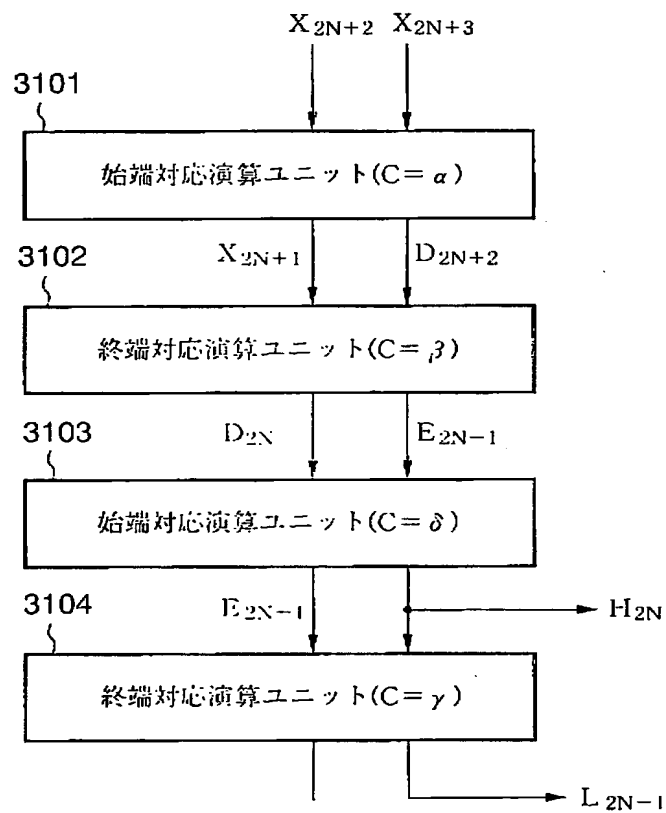 X2N+2 X2N+3
3101
始端対応演算ユニット(C= α)
3102
X2N+1 D2N+2
終端対応演算ユニット(C= β)
3103
D2N E2N−1
始端対応演算ユニット(C= δ)
3104
E2N−1
H2N
終端対応演算ユニット(C= γ)
L2N−1